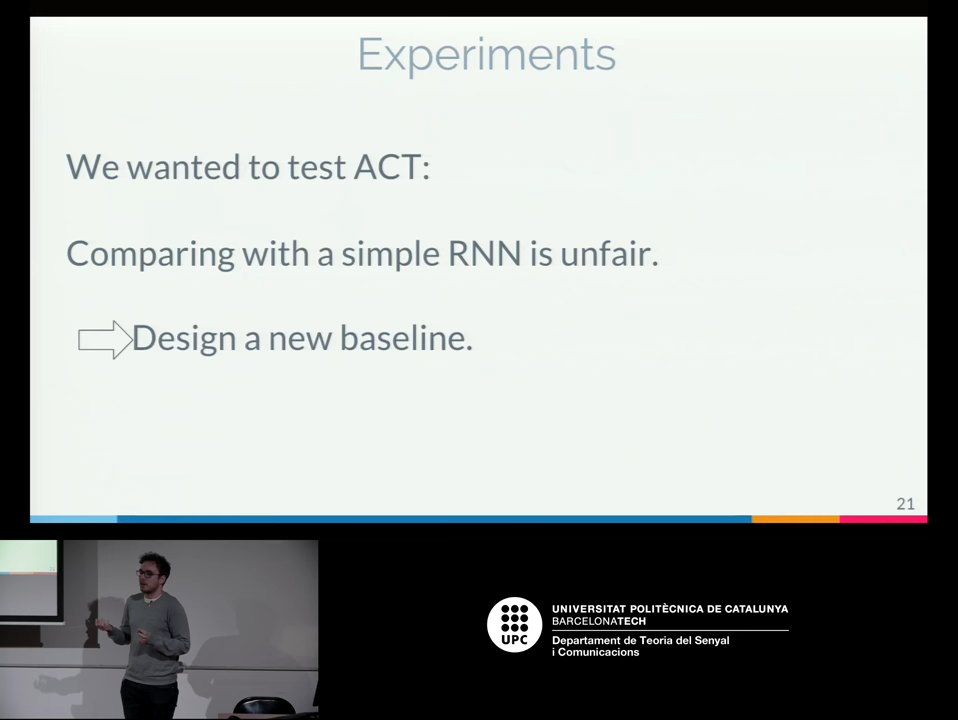 Experiments
We wanted to test ACT:
Comparing with a simple RNN is unfair.
Design a new baseline.
21
UPC
UNIVERSITAT POLITÈCNICA DE CATALUNYA
BARCELONATECH
Departament de Teoria del Senyal
i Comunicacions